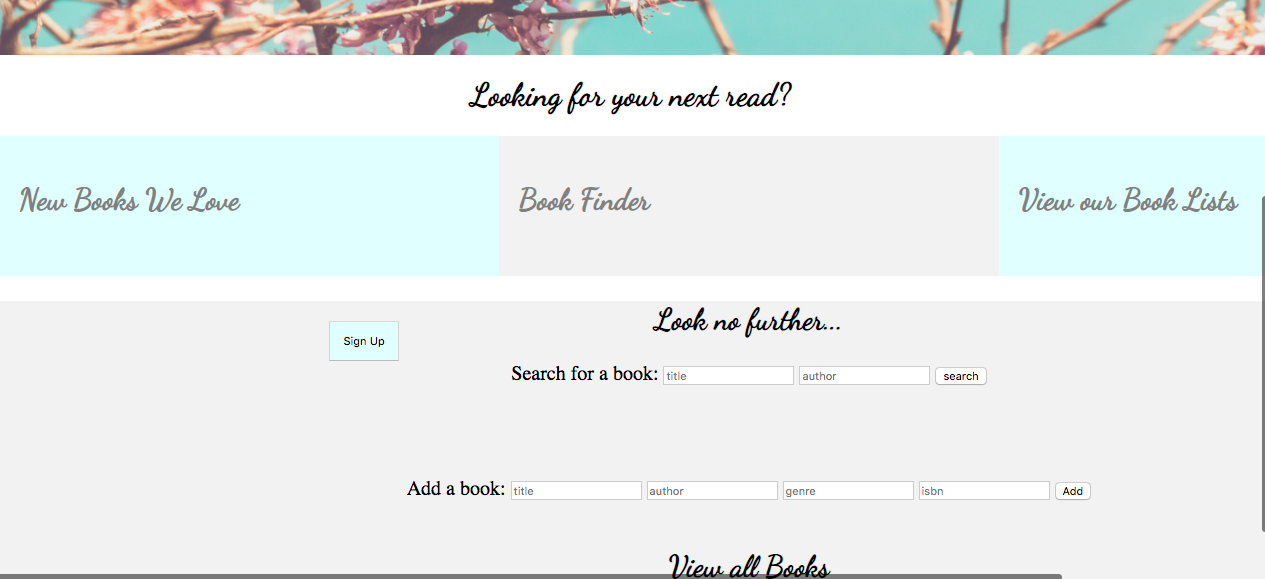 Looking for your next read?
New Books We Love
Book Finder
View our Book Lists
Look no further...
Sign Up
Search for a book: title author search
Add a book: title author genre isbn Add
View all Books